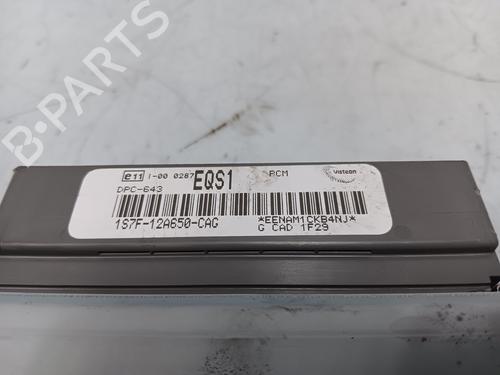 e11 I-00 0287 EQS1 PCM Visteon
DPC-643
1S7F-12A650-CAG *EENAM1CKB4NJ*
G CAD 1F29
B-PARTS